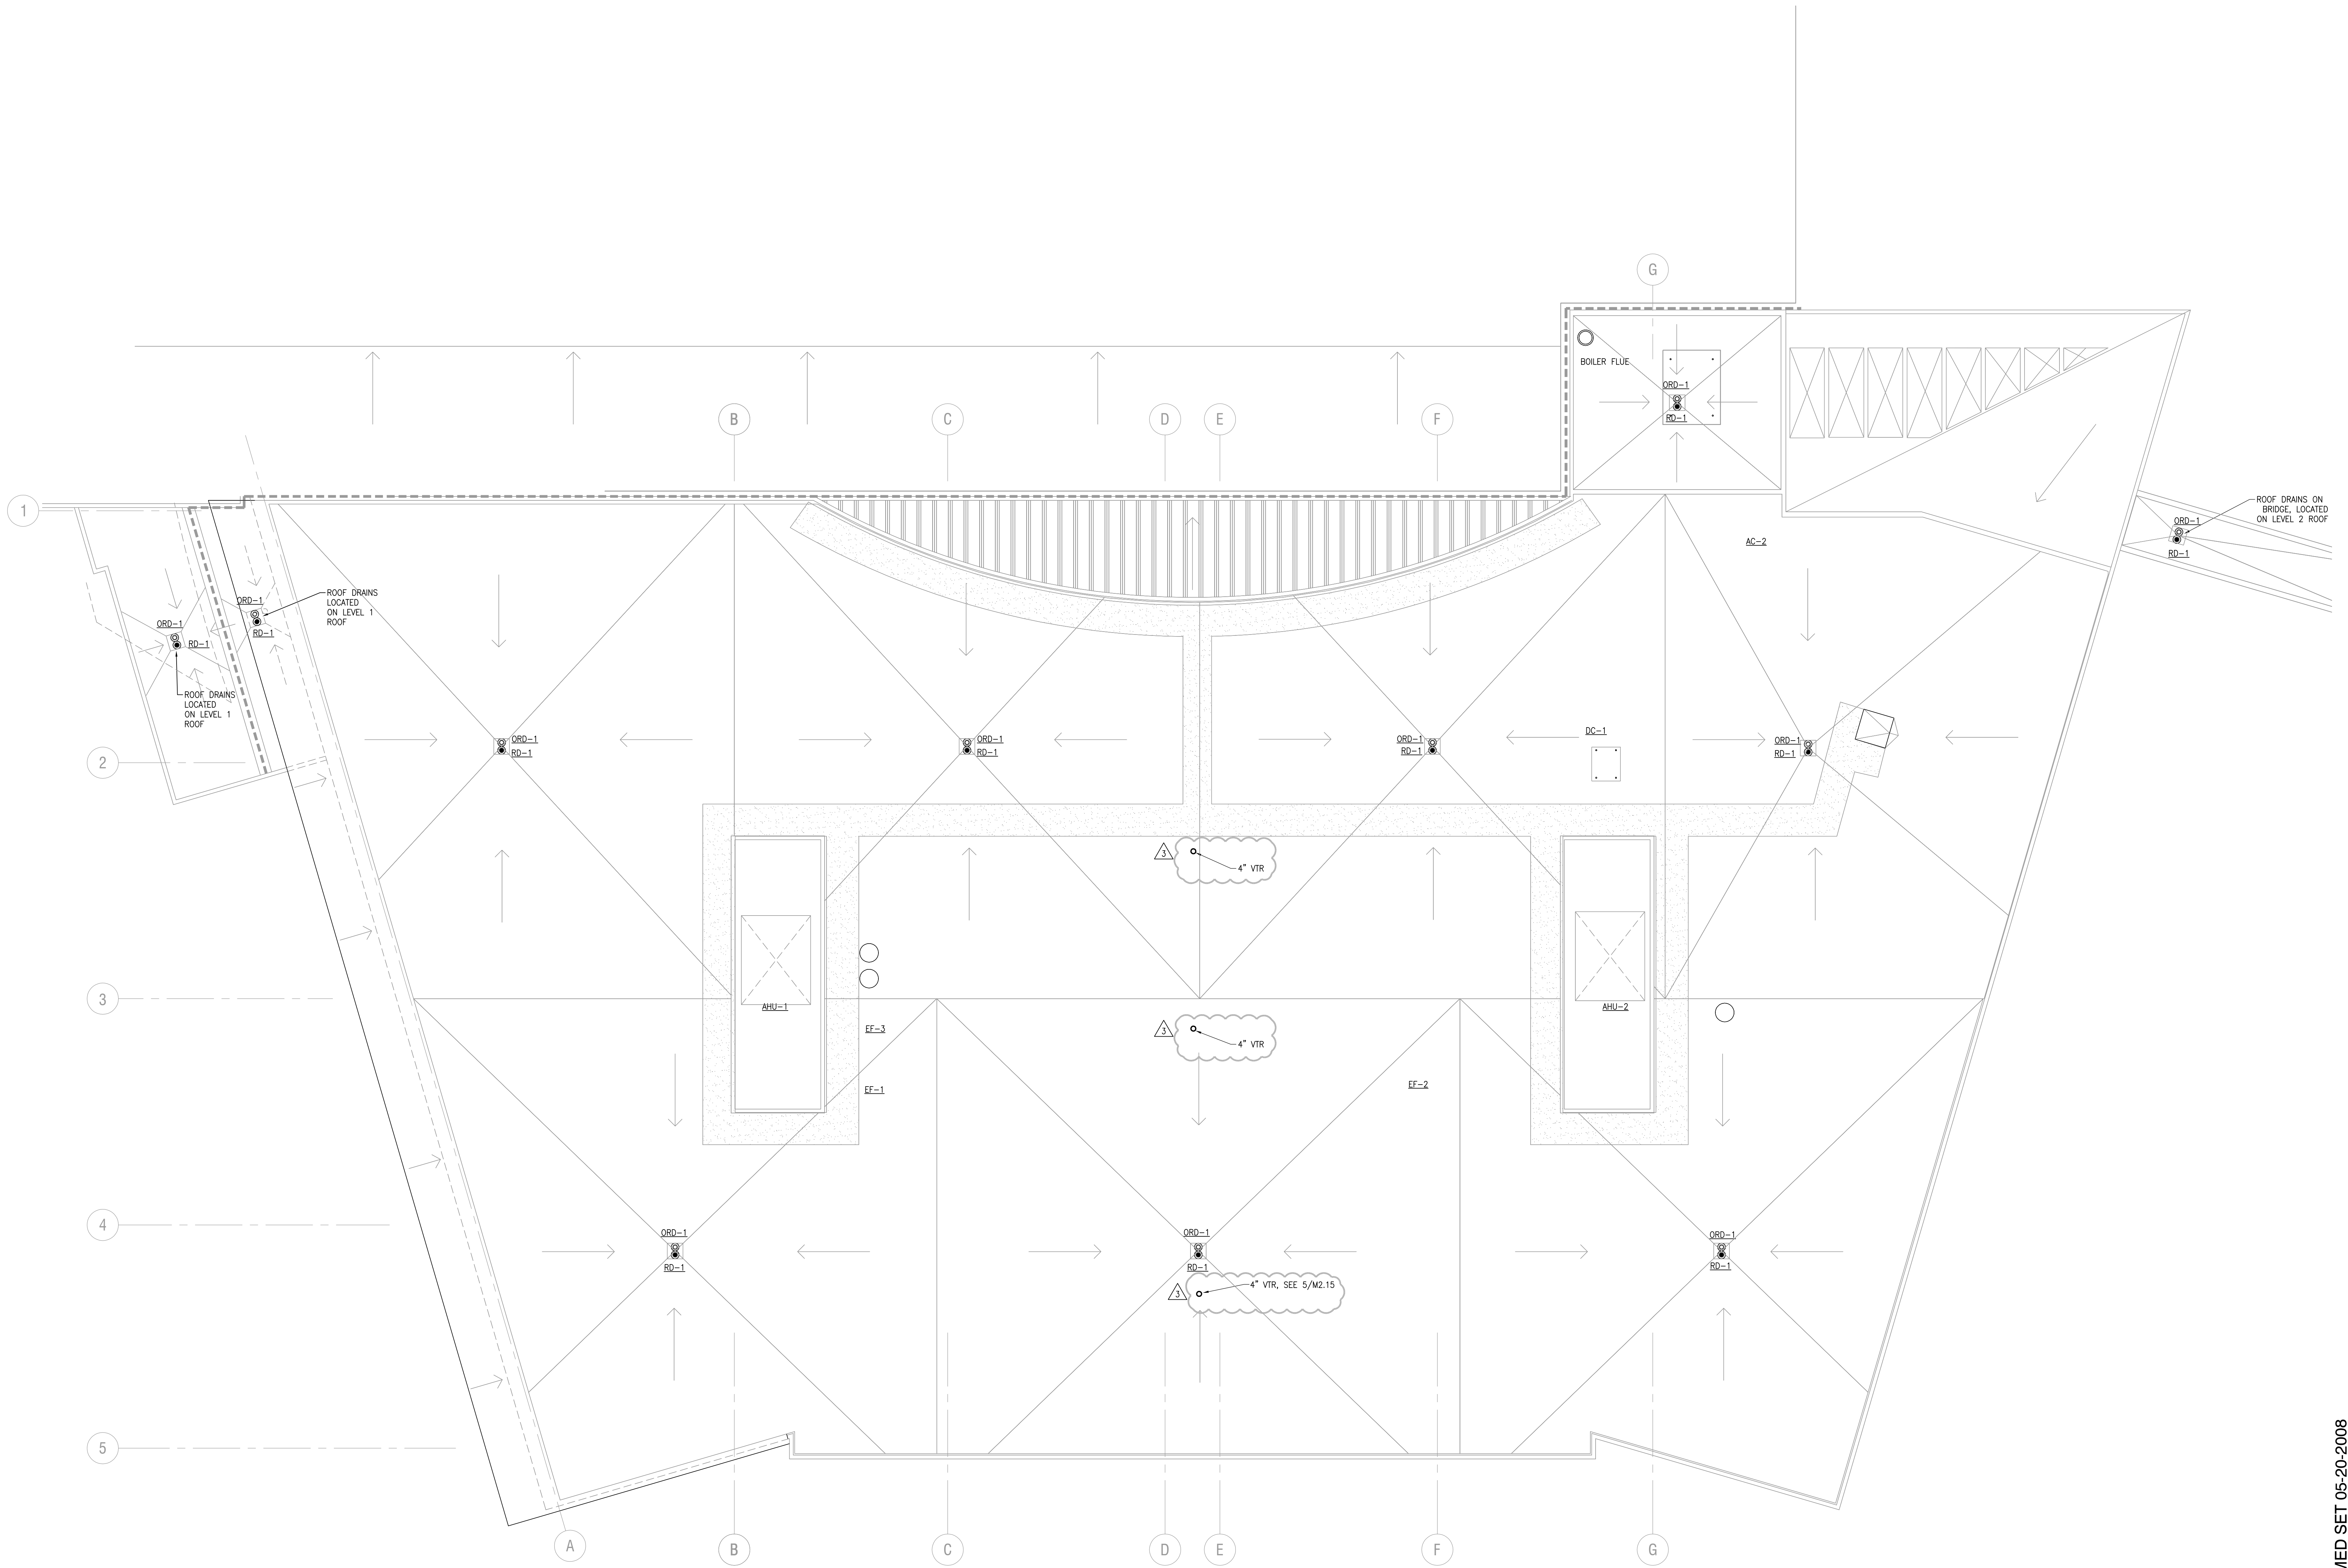 G
BOILER FLUE
ORD-1
RD-1
B
C
D
E
F
1
ROOF DRAINS ON
BRIDGE, LOCATED
ON LEVEL 2 ROOF
ORD-1
RD-1
AC-2
ROOF DRAINS
LOCATED
ON LEVEL 1
ROOF
ORD-1
RD-1
ORD-1
RD-1
ROOF DRAINS
LOCATED
ON LEVEL 1
ROOF
2
ORD-1
RD-1
ORD-1
RD-1
ORD-1
RD-1
DC-1
ORD-1
RD-1
3
4" VTR
3
AHU-1
AHU-2
EF-3
3
4" VTR
EF-1
EF-2
4
ORD-1
RD-1
ORD-1
RD-1
ORD-1
RD-1
3
4" VTR, SEE 5/M2.15
5
A
B
C
D
E
F
G
SET 05-20-2008